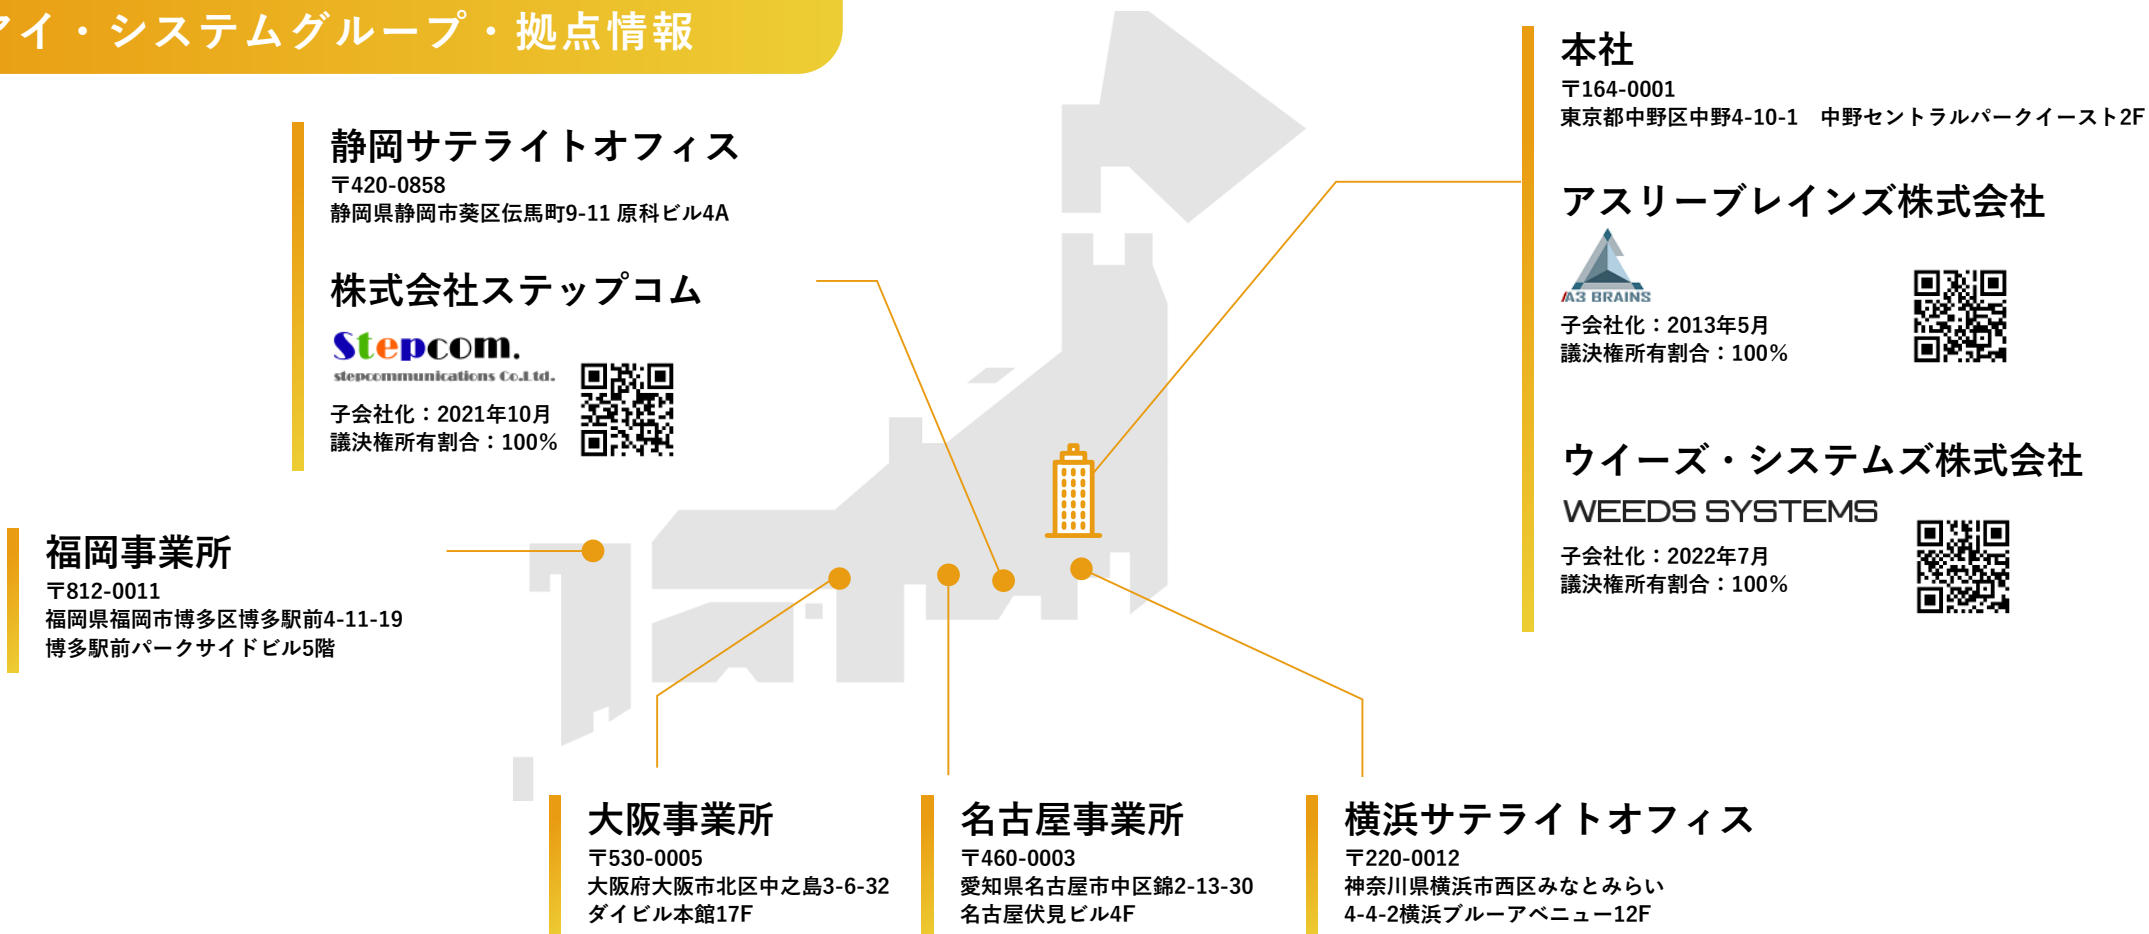 アイ・システムグループ・拠点情報
静岡サテライトオフィス
〒420-0858
静岡県静岡市葵区伝馬町9-11 原科ビル4A
株式会社ステップコム
Stepcom.
stepcommunications Co.Ltd.
子会社化：2021年10月
議決権所有割合：100%
本社
〒164-0001
東京都中野区中野4-10-1　中野セントラルパークイースト2F
アスリーブレインズ株式会社
A3 BRAINS
子会社化：2013年5月
議決権所有割合：100%
ウイーズ・システムズ株式会社
WEEDS SYSTEMS
子会社化：2022年7月
議決権所有割合：100%
福岡事業所
〒812-0011
福岡県福岡市博多区博多駅前4-11-19
博多駅前パークサイドビル5階
大阪事業所
〒530-0005
大阪府大阪市北区中之島3-6-32
ダイビル本館17F
名古屋事業所
〒460-0003
愛知県名古屋市中区錦2-13-30
名古屋伏見ビル4F
横浜サテライトオフィス
〒220-0012
神奈川県横浜市西区みなとみらい
4-4-2横浜ブルーアベニュー12F